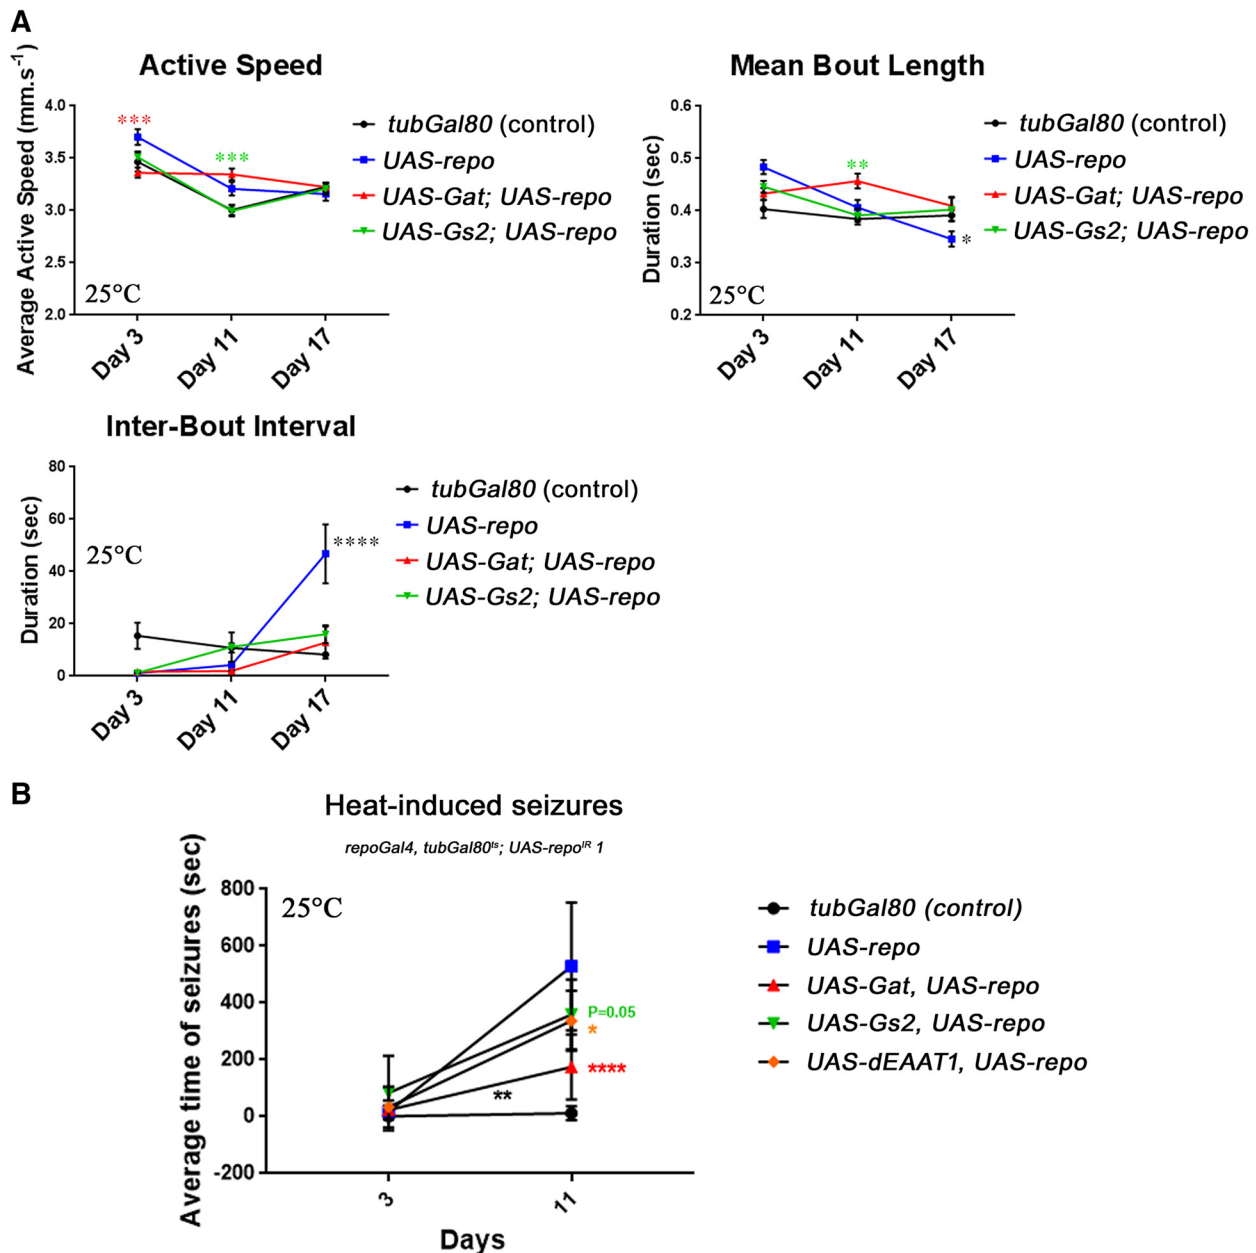 A
Active Speed
Average Active Speed (mm.s⁻¹)
4.0
3.5
3.0
2.5
2.0
***
***
25°C
Day 3
Day 11
Day 17
tubGal80 (control)
UAS-repo
UAS-Gat; UAS-repo
UAS-Gs2; UAS-repo
Mean Bout Length
Duration (sec)
0.6
0.5
0.4
0.3
0.2
**
*
25°C
Day 3
Day 11
Day 17
tubGal80 (control)
UAS-repo
UAS-Gat; UAS-repo
UAS-Gs2; UAS-repo
Inter-Bout Interval
Duration (sec)
80
60
40
20
0
25°C
****
Day 3
Day 11
Day 17
tubGal80 (control)
UAS-repo
UAS-Gat; UAS-repo
UAS-Gs2; UAS-repo
B
Heat-induced seizures
repoGal4, tubGal80ᵗˢ; UAS-repoᴵᴿ 1
Average time of seizures (sec)
800
600
400
200
0
-200
25°C
P=0.05
*
****
**
3
11
Days
tubGal80 (control)
UAS-repo
UAS-Gat, UAS-repo
UAS-Gs2, UAS-repo
UAS-dEAAT1, UAS-repo